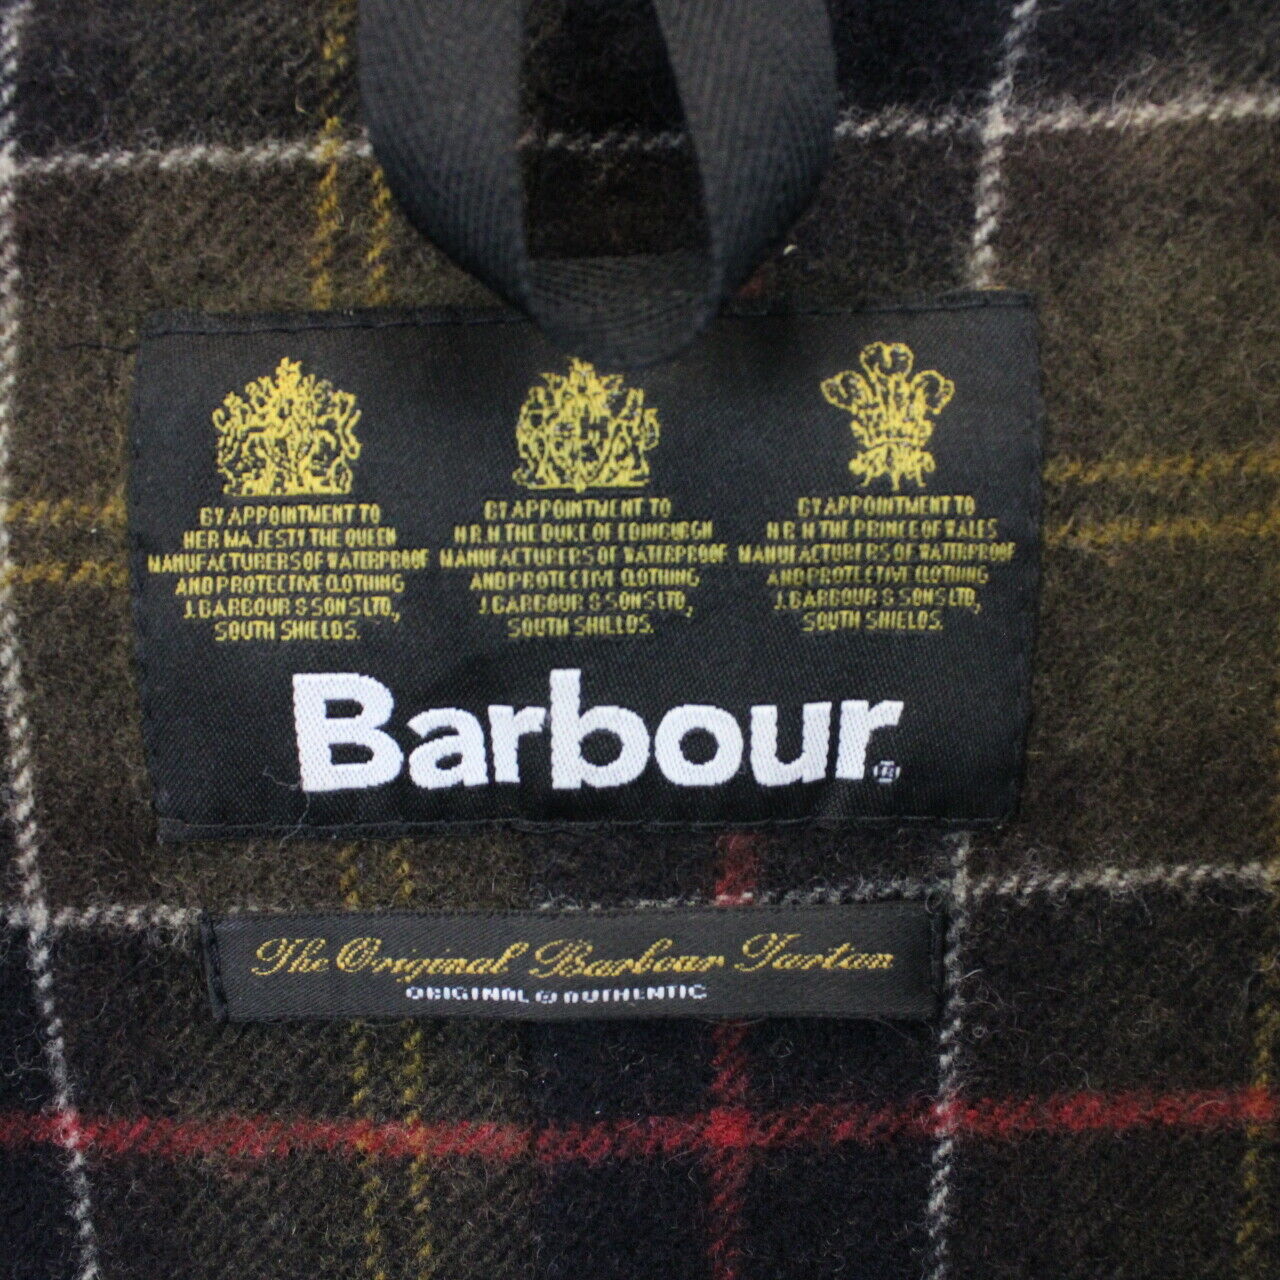 BY APPOINTMENT TO
HER MAJESTY THE QUEEN
MANUFACTURERS OF WATERPROOF
AND PROTECTIVE CLOTHING
J. BARBOUR & SONS LTD.,
SOUTH SHIELDS.
BY APPOINTMENT TO
H R H THE DUKE OF EDINBURGH
MANUFACTURERS OF WATERPROOF
AND PROTECTIVE CLOTHING
J. BARBOUR & SONS LTD,
SOUTH SHIELDS.
BY APPOINTMENT TO
H R H THE PRINCE OF WALES
MANUFACTURERS OF WATERPROOF
AND PROTECTIVE CLOTHING
J. BARBOUR & SONS LTD,
SOUTH SHIELDS.
Barbour®
The Original Barbour Tartan
ORIGINAL & AUTHENTIC